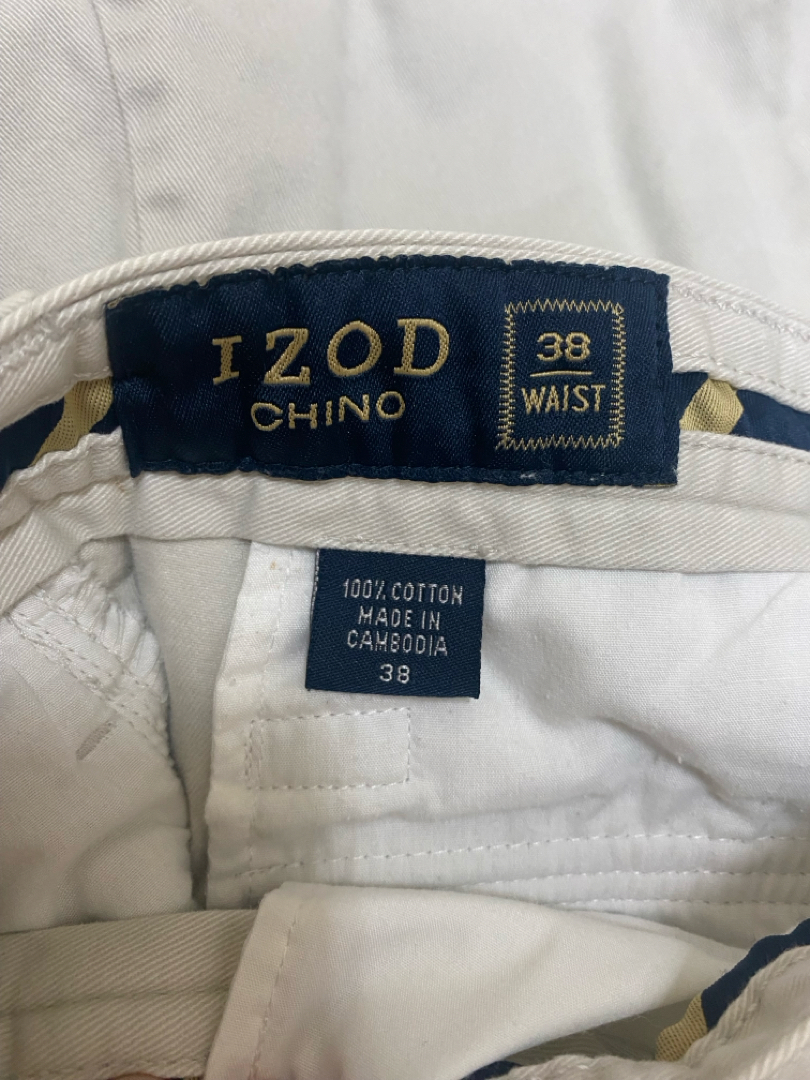 IZOD
CHINO
38
WAIST
100% COTTON
MADE IN
CAMBODIA
38